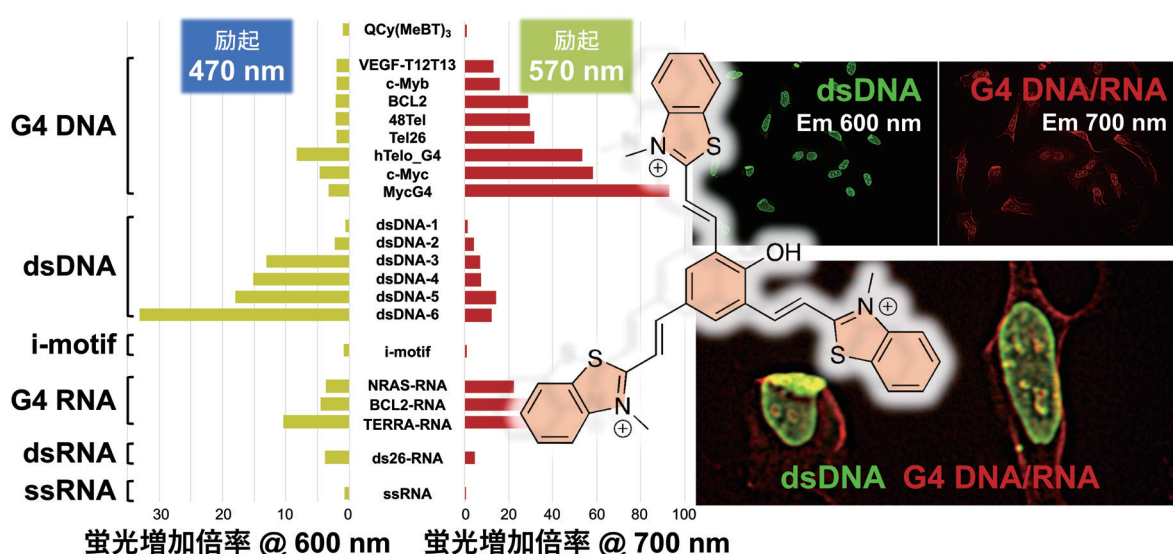 励起
470 nm
QCy(MeBT)₃
励起
570 nm
G4 DNA
VEGF-T12T13
c-Myb
BCL2
48Tel
Tel26
hTelo_G4
c-Myc
MycG4
dsDNA
dsDNA-1
dsDNA-2
dsDNA-3
dsDNA-4
dsDNA-5
dsDNA-6
i-motif
i-motif
G4 RNA
NRAS-RNA
BCL2-RNA
TERRA-RNA
dsRNA
ds26-RNA
ssRNA
ssRNA
30 20 10 0
0 20 40 60 80 100
蛍光増加倍率 @ 600 nm
蛍光増加倍率 @ 700 nm
N
S
⊕
OH
N
⊕
S
S
N
⊕
dsDNA
Em 600 nm
G4 DNA/RNA
Em 700 nm
dsDNA G4 DNA/RNA